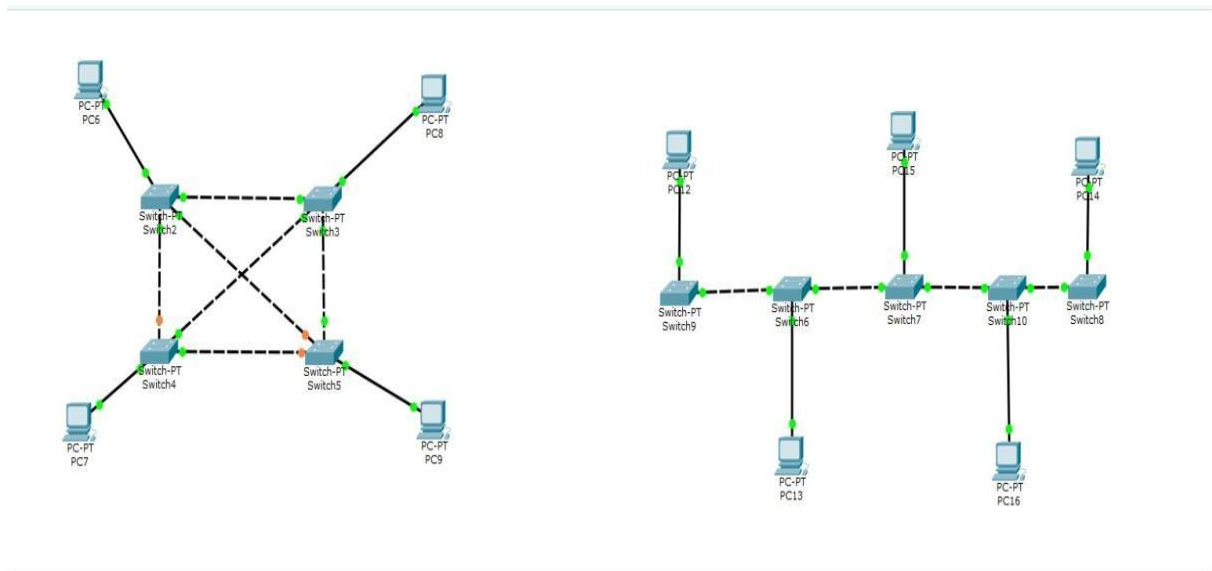 PC-PT
PC6
PC-PT
PC8
Switch-PT
Switch2
Switch-PT
Switch3
Switch-PT
Switch4
Switch-PT
Switch5
PC-PT
PC7
PC-PT
PC9
PC-PT
PC12
PC-PT
PC15
PC-PT
PC14
Switch-PT
Switch9
Switch-PT
Switch6
Switch-PT
Switch7
Switch-PT
Switch10
Switch-PT
Switch8
PC-PT
PC13
PC-PT
PC16